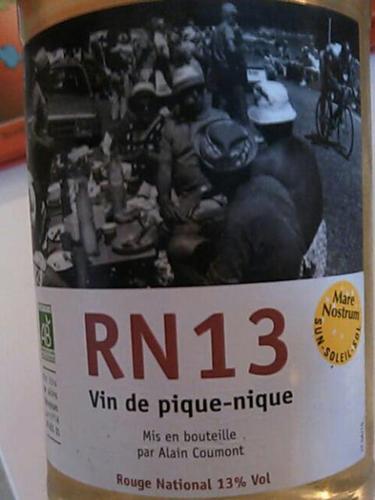 RN13
Vin de pique-nique
Mis en bouteille
par Alain Coumont
Rouge National 13% Vol
Mare
Nostrum
SUN-SOLEIL-SOL
AB